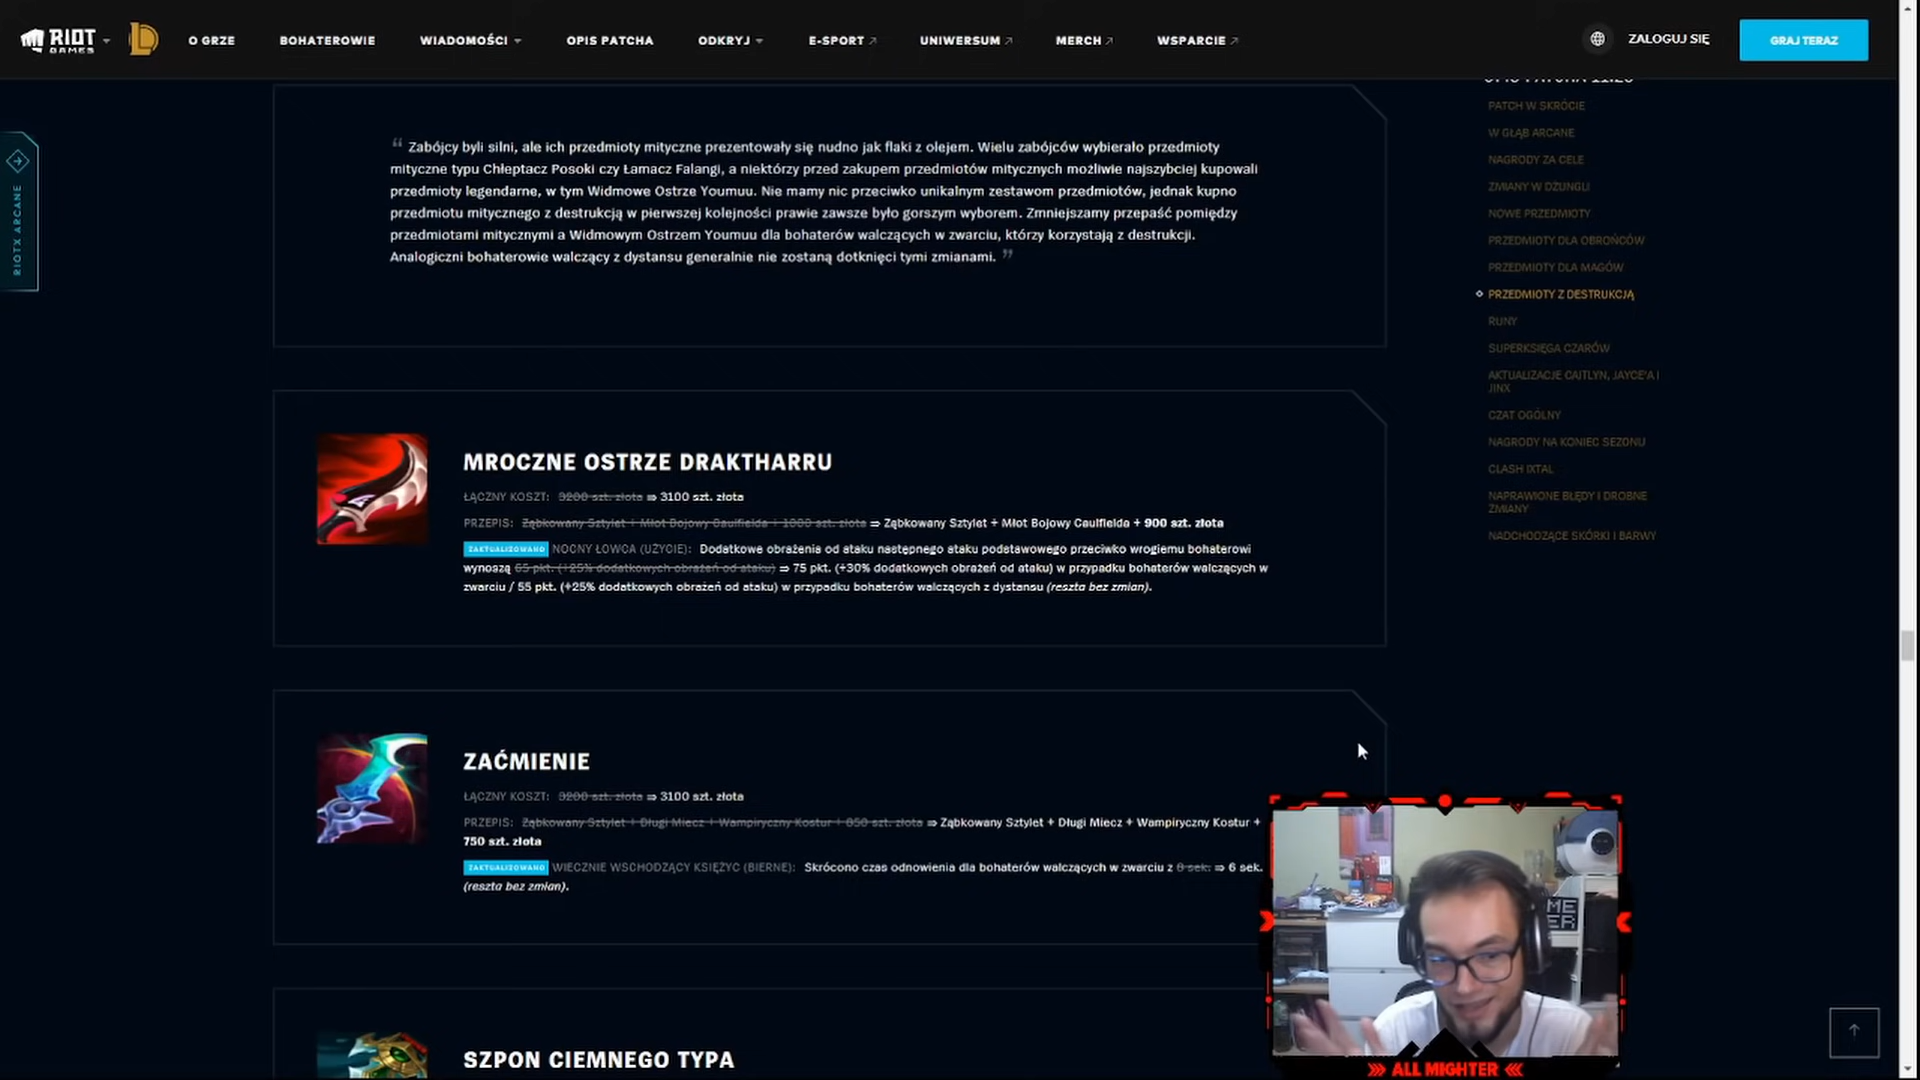 RIOT GAMES
O GRZE
BOHATEROWIE
WIADOMOŚCI
OPIS PATCHA
ODKRYJ
E-SPORT
UNIWERSUM
MERCH
WSPARCIE
ZALOGUJ SIĘ
GRAJ TERAZ
RIOTX ARCANE
“ Zabójcy byli silni, ale ich przedmioty mityczne prezentowały się nudno jak flaki z olejem. Wielu zabójców wybierało przedmioty
mityczne typu Chłeptacz Posoki czy Łamacz Falangi, a niektórzy przed zakupem przedmiotów mitycznych możliwie najszybciej kupowali
przedmioty legendarne, w tym Widmowe Ostrze Youmuu. Nie mamy nic przeciwko unikalnym zestawom przedmiotów, jednak kupno
przedmiotu mitycznego z destrukcją w pierwszej kolejności prawie zawsze było gorszym wyborem. Zmniejszamy przepaść pomiędzy
przedmiotami mitycznymi a Widmowym Ostrzem Youmuu dla bohaterów walczących w zwarciu, którzy korzystają z destrukcji.
Analogiczni bohaterowie walczący z dystansu generalnie nie zostaną dotknięci tymi zmianami. ”
MROCZNE OSTRZE DRAKTHARRU
ŁĄCZNY KOSZT: 3200 szt. złota ⇒ 3100 szt. złota
PRZEPIS: Ząbkowany Sztylet + Młot Bojowy Caulfielda + 1000 szt. złota ⇒ Ząbkowany Sztylet + Młot Bojowy Caulfielda + 900 szt. złota
ZAKTUALIZOWANO NOCNY ŁOWCA (UŻYCIE): Dodatkowe obrażenia od ataku następnego ataku podstawowego przeciwko wrogiemu bohaterowi
wynoszą 65 pkt. (+25% dodatkowych obrażeń od ataku) ⇒ 75 pkt. (+30% dodatkowych obrażeń od ataku) w przypadku bohaterów walczących w
zwarciu / 55 pkt. (+25% dodatkowych obrażeń od ataku) w przypadku bohaterów walczących z dystansu (reszta bez zmian).
ZAĆMIENIE
ŁĄCZNY KOSZT: 3200 szt. złota ⇒ 3100 szt. złota
PRZEPIS: Ząbkowany Sztylet + Długi Miecz + Wampiryczny Kostur + 850 szt. złota ⇒ Ząbkowany Sztylet + Długi Miecz + Wampiryczny Kostur +
750 szt. złota
ZAKTUALIZOWANO WIECZNIE WSCHODZĄCY KSIĘŻYC (BIERNE): Skrócono czas odnowienia dla bohaterów walczących w zwarciu z 8 sek. ⇒ 6 sek.
(reszta bez zmian).
SZPON CIEMNEGO TYPA
PATCH W SKRÓCIE
W GŁĄB ARCANE
NAGRODY ZA CELE
ZMIANY W DŻUNGLI
NOWE PRZEDMIOTY
PRZEDMIOTY DLA OBROŃCÓW
PRZEDMIOTY DLA MAGÓW
PRZEDMIOTY Z DESTRUKCJĄ
RUNY
SUPERKSIĘGA CZARÓW
AKTUALIZACJE CAITLYN, JAYCE'A I
JINX
CZAT OGÓLNY
NAGRODY NA KONIEC SEZONU
CLASH IXTAL
NAPRAWIONE BŁĘDY I DROBNE
ZMIANY
NADCHODZĄCE SKÓRKI I BARWY
ALL MIGHTER